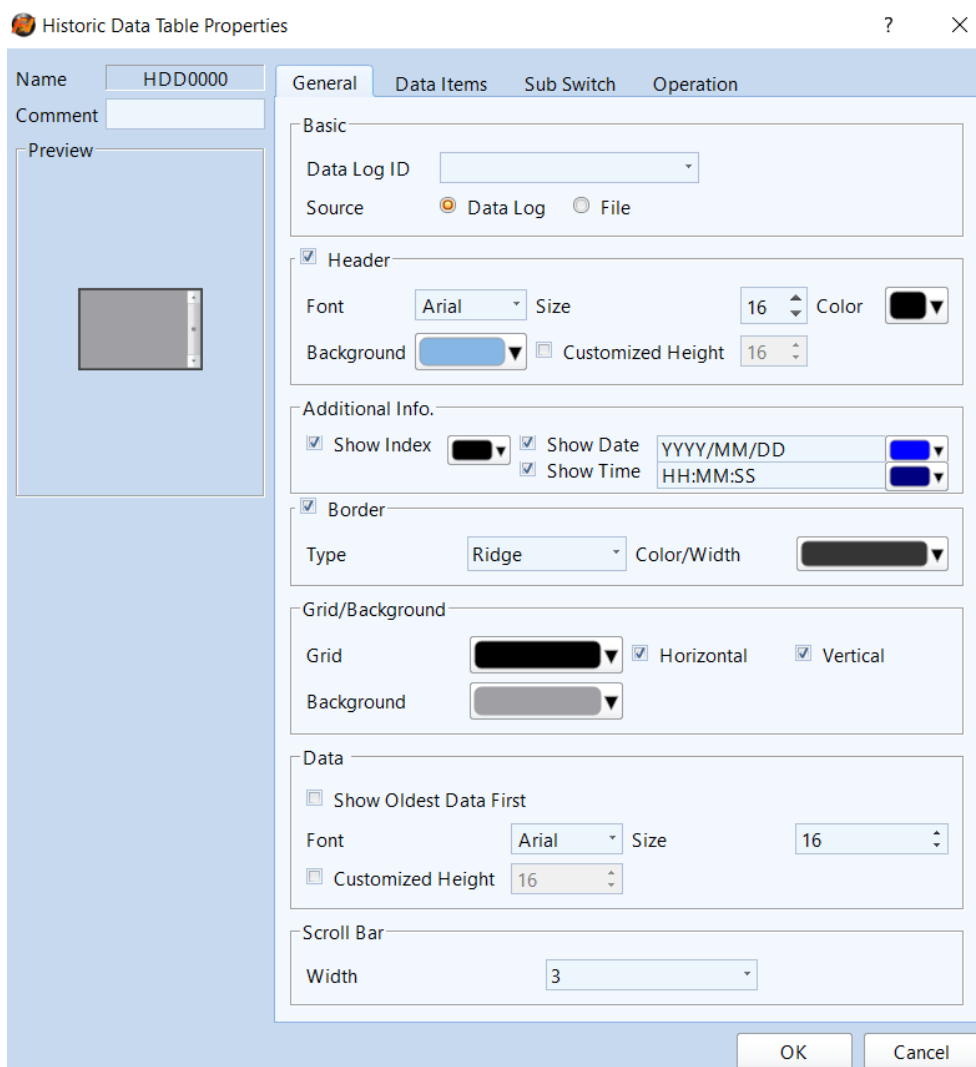 Historic Data Table Properties ?
Name HDD0000
Comment
Preview
General Data Items Sub Switch Operation
Basic
Data Log ID
Source Data Log File
Header
Font Arial Size 16 Color
Background Customized Height 16
Additional Info.
Show Index Show Date YYYY/MM/DD
Show Time HH:MM:SS
Border
Type Ridge Color/Width
Grid/Background
Grid Horizontal Vertical
Background
Data
Show Oldest Data First
Font Arial Size 16
Customized Height 16
Scroll Bar
Width 3
OK Cancel